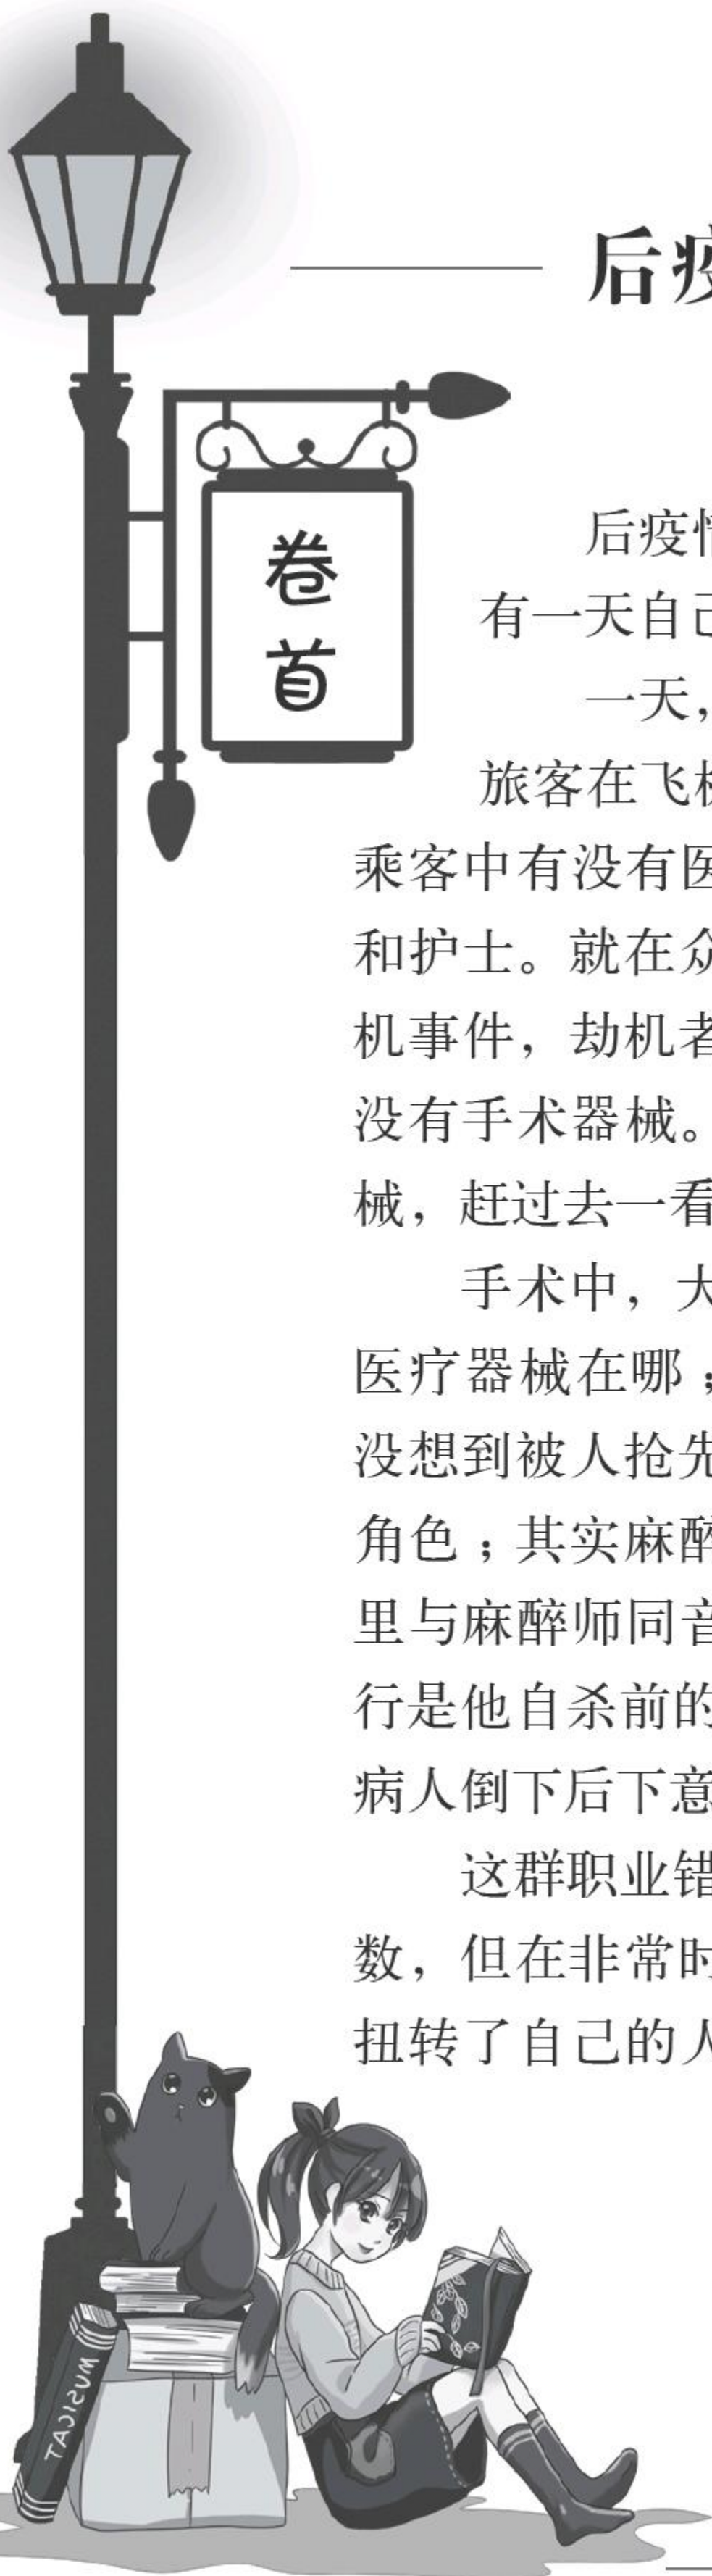 后疫
卷
首
后疫情
有一天自己
一天，
旅客在飞机
乘客中有没有医
和护士。就在众
机事件，劫机者
没有手术器械。
械，赶过去一看
手术中，大
医疗器械在哪；
没想到被人抢先
角色；其实麻醉
里与麻醉师同音
行是他自杀前的
病人倒下后下意
这群职业错
数，但在非常时
扭转了自己的人
MUSICAT